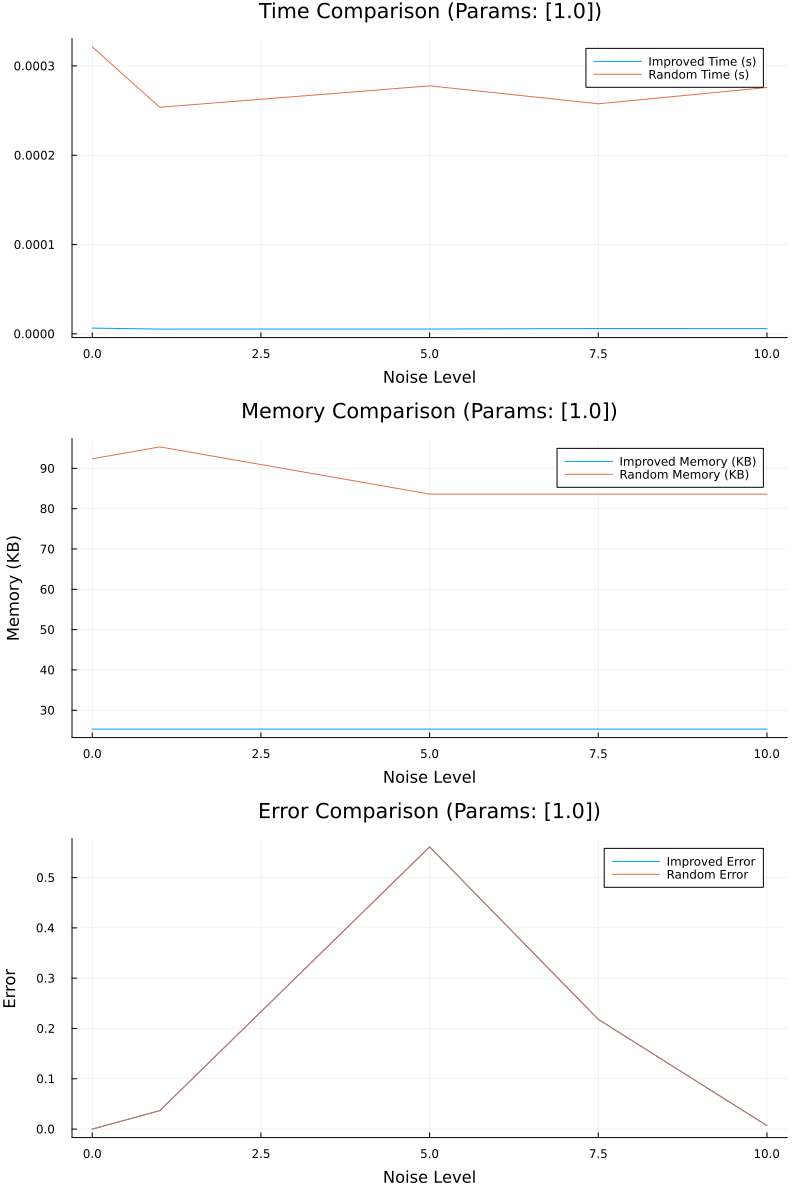 Time Comparison (Params: [1.0])
Improved Time (s)
Random Time (s)
0.0003
0.0002
0.0001
0.0000
0.0 2.5 5.0 7.5 10.0
Noise Level
Memory Comparison (Params: [1.0])
Improved Memory (KB)
Random Memory (KB)
Memory (KB)
90
80
70
60
50
40
30
0.0 2.5 5.0 7.5 10.0
Noise Level
Error Comparison (Params: [1.0])
Improved Error
Random Error
Error
0.5
0.4
0.3
0.2
0.1
0.0
0.0 2.5 5.0 7.5 10.0
Noise Level